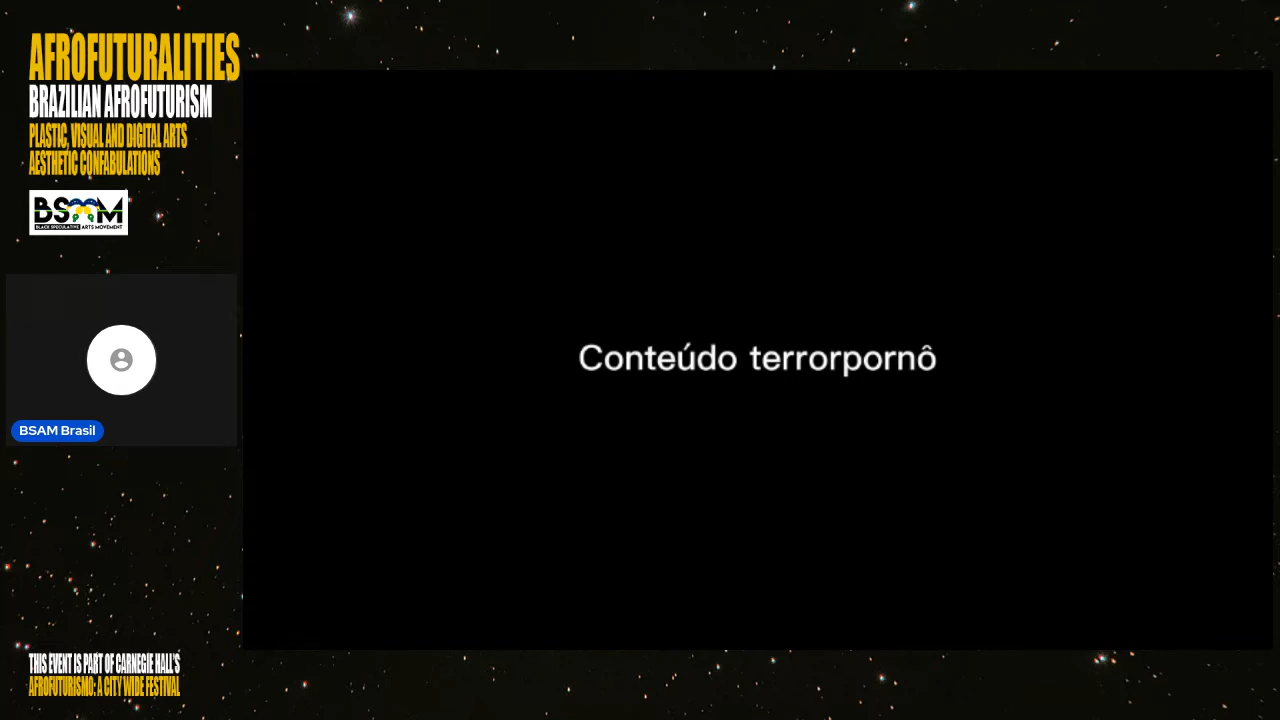 AFROFUTURALITIES
BRAZILIAN AFROFUTURISM
PLASTIC, VISUAL AND DIGITAL ARTS
AESTHETIC CONFABULATIONS
BSAM
BLACK SPECULATIVE ARTS MOVEMENT
Conteúdo terrorpornô
BSAM Brasil
THIS EVENT IS PART OF CARNEGIE HALL'S
AFROFUTURISMO: A CITY WIDE FESTIVAL